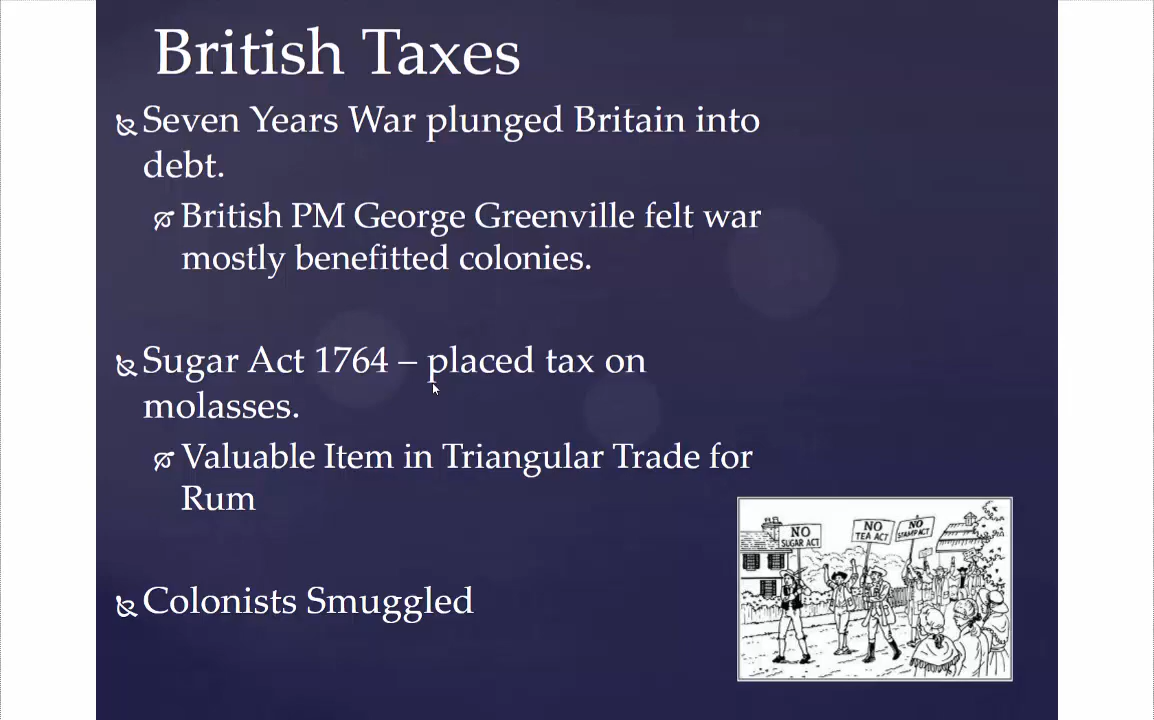 British Taxes
Seven Years War plunged Britain into
debt.
British PM George Greenville felt war
mostly benefitted colonies.
Sugar Act 1764 – placed tax on
molasses.
Valuable Item in Triangular Trade for
Rum
NO
SUGAR ACT
NO
TEA ACT
NO
STAMP ACT
Colonists Smuggled